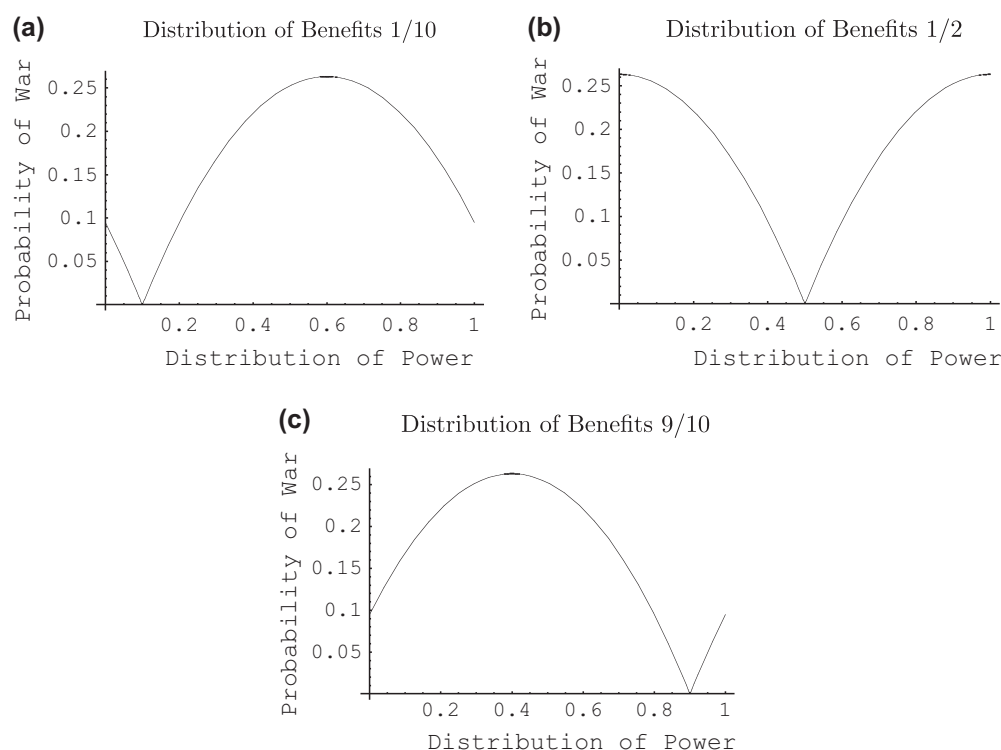 (a) Distribution of Benefits 1/10
Probability of War
0.25
0.2
0.15
0.1
0.05
0.2 0.4 0.6 0.8 1
Distribution of Power
(b) Distribution of Benefits 1/2
Probability of War
0.25
0.2
0.15
0.1
0.05
0.2 0.4 0.6 0.8 1
Distribution of Power
(c) Distribution of Benefits 9/10
Probability of War
0.25
0.2
0.15
0.1
0.05
0.2 0.4 0.6 0.8 1
Distribution of Power